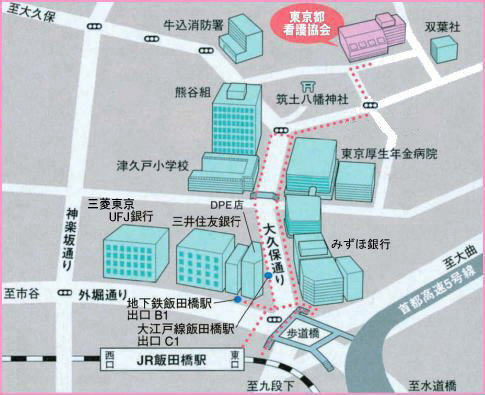 至大久保
牛込消防署
東京都
看護協会
双葉社
熊谷組
筑土八幡神社
津久戸小学校
東京厚生年金病院
三菱東京
UFJ銀行
三井住友銀行
DPE店
大久保通り
みずほ銀行
神楽坂通り
至大曲
首都高速5号線
至市谷
外堀通り
地下鉄飯田橋駅
出口 B1
大江戸線飯田橋駅
出口 C1
歩道橋
西口
JR飯田橋駅
東口
至九段下
至水道橋